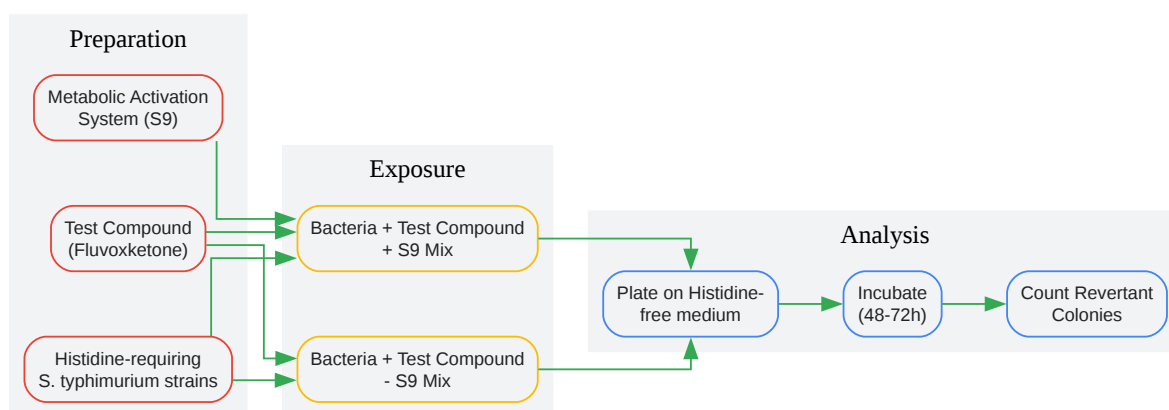 Preparation
Metabolic Activation
System (S9)
Test Compound
(Fluvoxketone)
Histidine-requiring
S. typhimurium strains
Exposure
Bacteria + Test Compound
+ S9 Mix
Bacteria + Test Compound
- S9 Mix
Analysis
Plate on Histidine-
free medium
Incubate
(48-72h)
Count Revertant
Colonies